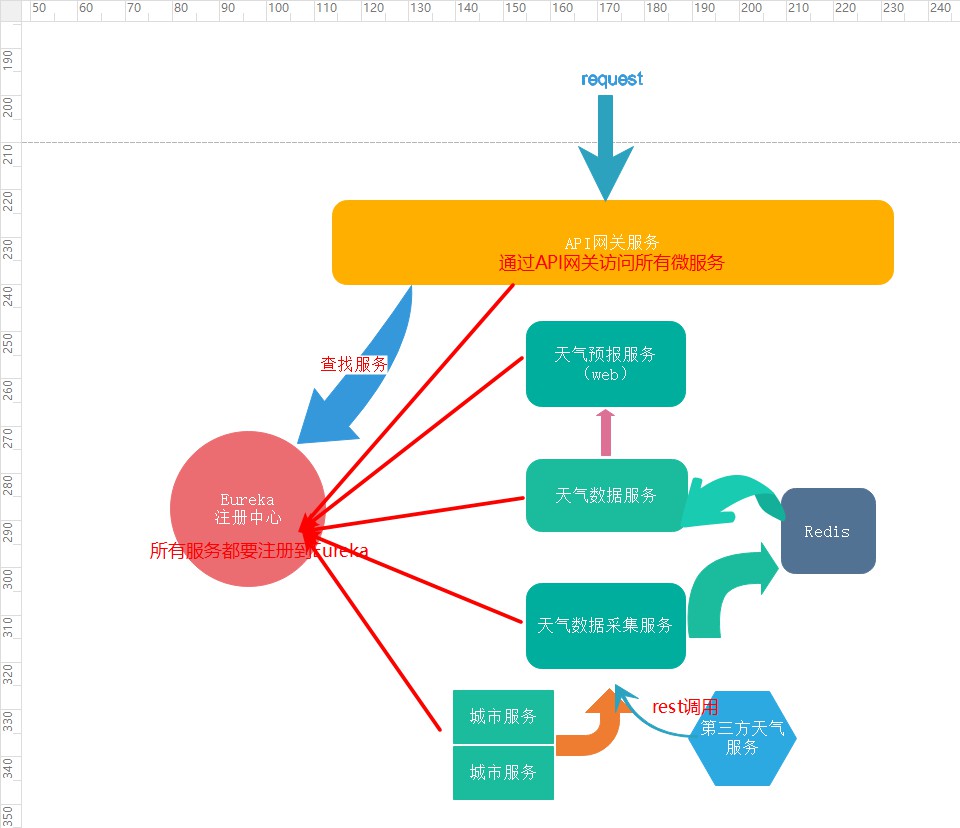 50 60 70 80 90 100 110 120 130 140 150 160 170 180 190 200 210 220 230 240
190
200
210
220
230
240
250
260
270
280
290
300
310
320
330
340
350
request
API网关服务
通过API网关访问所有微服务
查找服务
天气预报服务
（web）
Eureka
注册中心
所有服务都要注册到Eureka
天气数据服务
Redis
天气数据采集服务
rest调用
城市服务
第三方天气
服务
城市服务